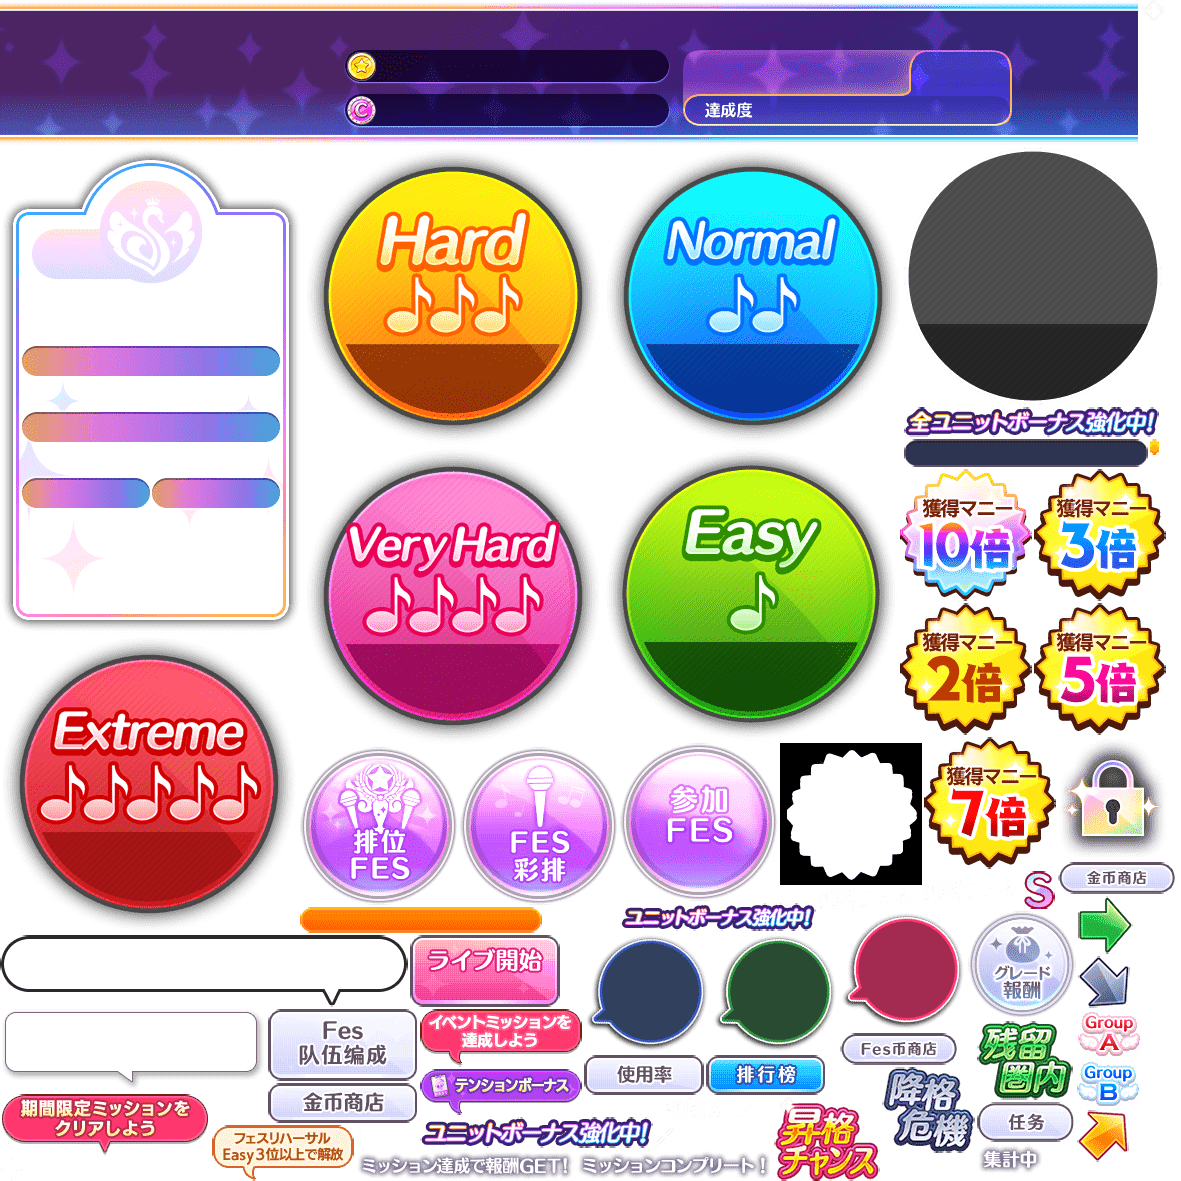 達成度
Hard
Normal
全ユニットボーナス強化中!
獲得マニー
10倍
獲得マニー
3倍
Very Hard
Easy
獲得マニー
2倍
獲得マニー
5倍
Extreme
排位
FES
FES
彩排
参加
FES
獲得マニー
7倍
S
金币商店
ユニットボーナス強化中!
ライブ開始
グレード
報酬
Fes
队伍编成
イベントミッションを
達成しよう
Group
A
残留
圏内
Fes币商店
使用率
排行榜
テンションボーナス
Group
B
金币商店
降格
危機
期間限定ミッションを
クリアしよう
フェスリハーサル
Easy3位以上で解放
ユニットボーナス強化中!
昇格
チャンス
任务
ミッション達成で報酬GET!
ミッションコンプリート!
集計中